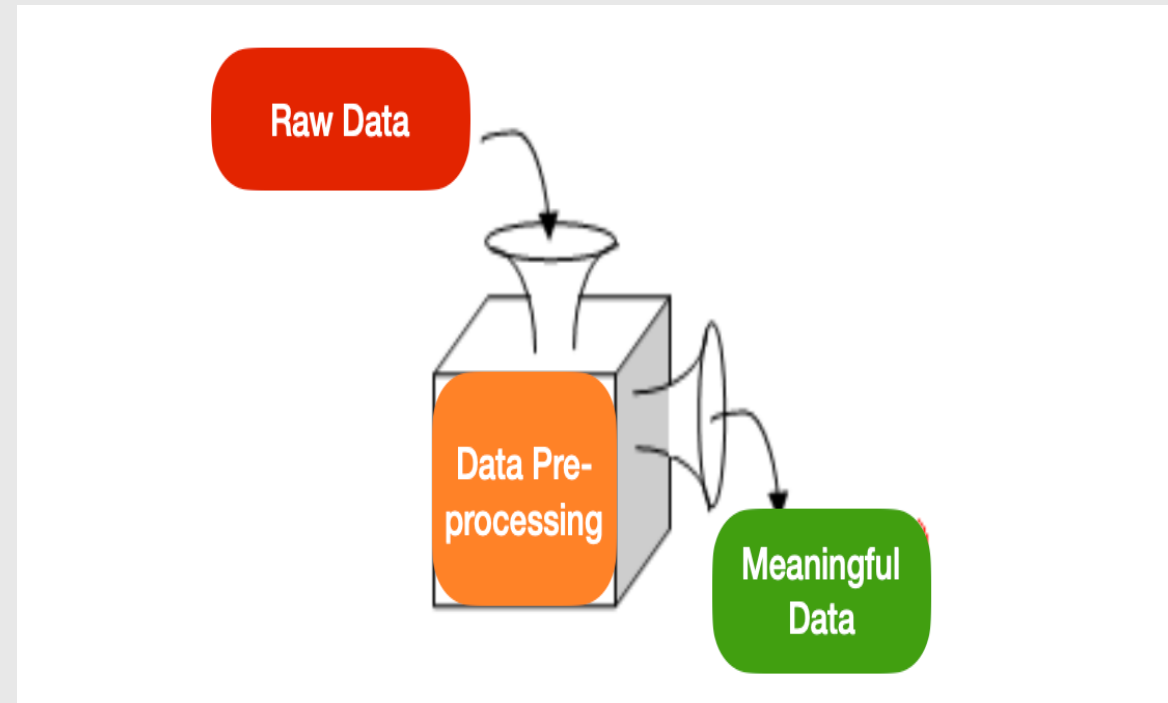 Raw Data
Data Pre-
processing
Meaningful
Data